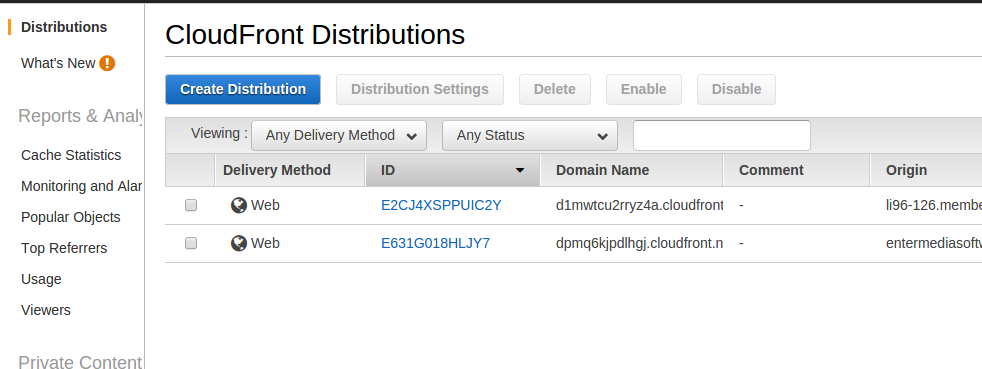 Distributions
What's New
Reports & Analy
Cache Statistics
Monitoring and Alar
Popular Objects
Top Referrers
Usage
Viewers
Private Content
CloudFront Distributions
Create Distribution Distribution Settings Delete Enable Disable
Viewing : Any Delivery Method Any Status
Delivery Method ID Domain Name Comment Origin
Web E2CJ4XSPPUIC2Y d1mwtcu2rryz4a.cloudfront - li96-126.membe
Web E631G018HLJY7 dpmq6kjpdlhgj.cloudfront.n - entermediasoftw